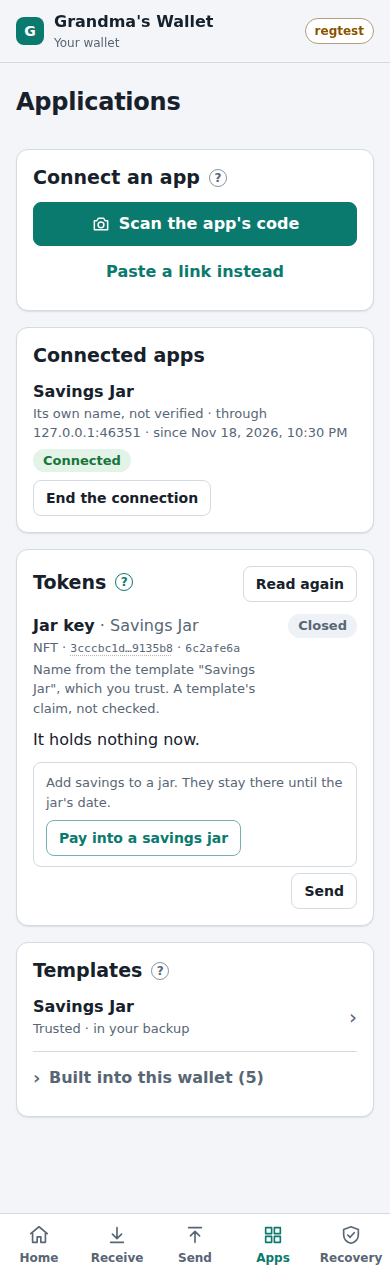 G
Grandma's Wallet
Your wallet
regtest
Applications
Connect an app ?
Scan the app's code
Paste a link instead
Connected apps
Savings Jar
Its own name, not verified · through
127.0.0.1:46351 · since Nov 18, 2026, 10:30 PM
Connected
End the connection
Tokens ?
Read again
Jar key · Savings Jar
Closed
NFT · 3cccbc1d…9135b8 · 6c2afe6a
Name from the template "Savings
Jar", which you trust. A template's
claim, not checked.
It holds nothing now.
Add savings to a jar. They stay there until the
jar's date.
Pay into a savings jar
Send
Templates ?
Savings Jar
Trusted · in your backup
›
› Built into this wallet (5)
Home
Receive
Send
Apps
Recovery